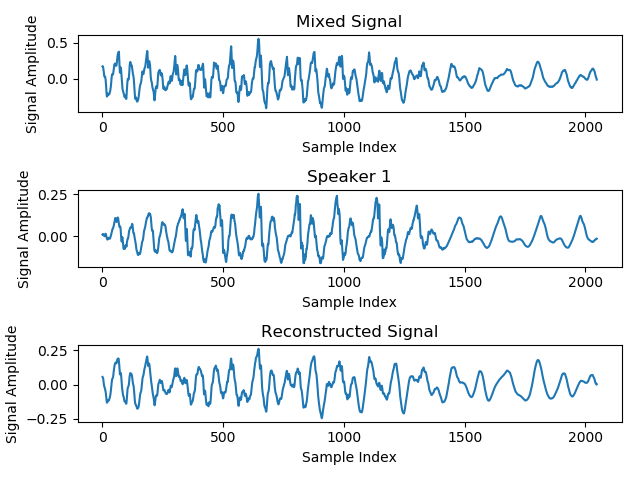 Mixed Signal
Signal Amplitude
0.5
0.0
0 500 1000 1500 2000
Sample Index
Speaker 1
Signal Amplitude
0.25
0.00
0 500 1000 1500 2000
Sample Index
Reconstructed Signal
Signal Amplitude
0.25
0.00
−0.25
0 500 1000 1500 2000
Sample Index